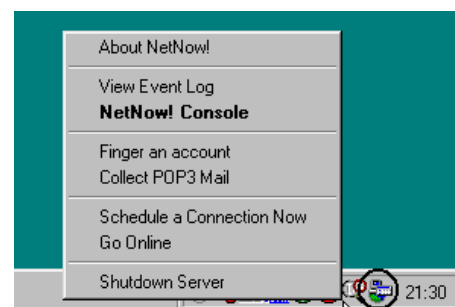 About NetNow!
View Event Log
NetNow! Console
Finger an account
Collect POP3 Mail
Schedule a Connection Now
Go Online
Shutdown Server
21:30